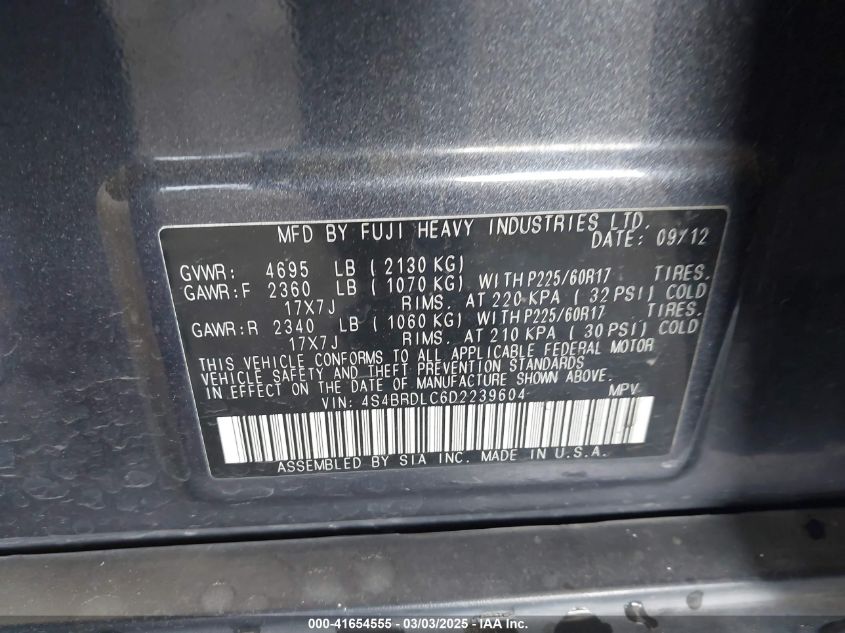 MFD BY FUJI HEAVY INDUSTRIES LTD.
DATE: 09/12
GVWR: 4695 LB ( 2130 KG)
GAWR:F 2360 LB ( 1070 KG) WITH P225/60R17 TIRES.
17X7J RIMS. AT 220 KPA ( 32 PSI) COLD
GAWR:R 2340 LB ( 1060 KG) WITH P225/60R17 TIRES.
17X7J RIMS. AT 210 KPA ( 30 PSI) COLD
THIS VEHICLE CONFORMS TO ALL APPLICABLE FEDERAL MOTOR
VEHICLE SAFETY AND THEFT PREVENTION STANDARDS
IN EFFECT ON THE DATE OF MANUFACTURE SHOWN ABOVE.
VIN: 4S4BRDLC6D2239604 MPV
ASSEMBLED BY SIA INC. MADE IN U.S.A.
000-41654555 - 03/03/2025 - IAA Inc.